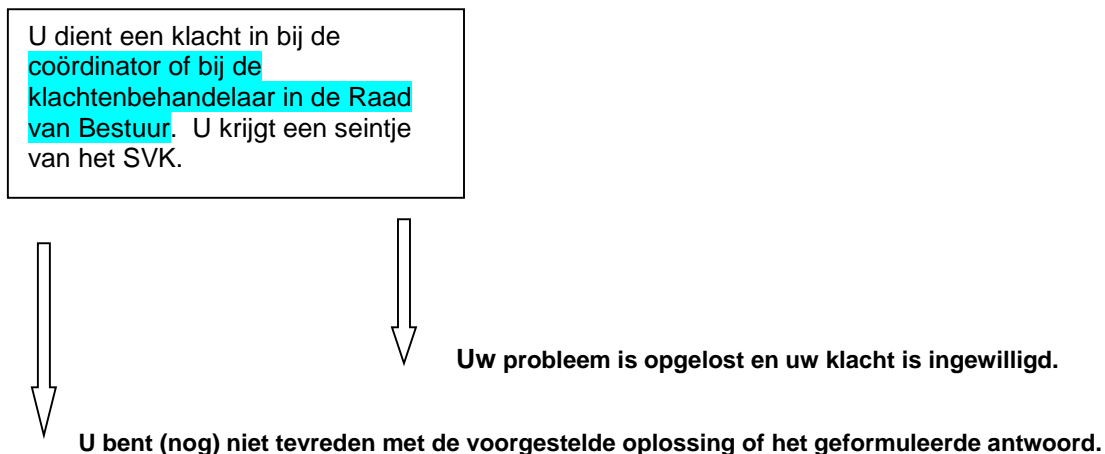 U dient een klacht in bij de
coördinator of bij de
klachtenbehandelaar in de Raad
van Bestuur. U krijgt een seintje
van het SVK.
Uw probleem is opgelost en uw klacht is ingewilligd.
U bent (nog) niet tevreden met de voorgestelde oplossing of het geformuleerde antwoord.